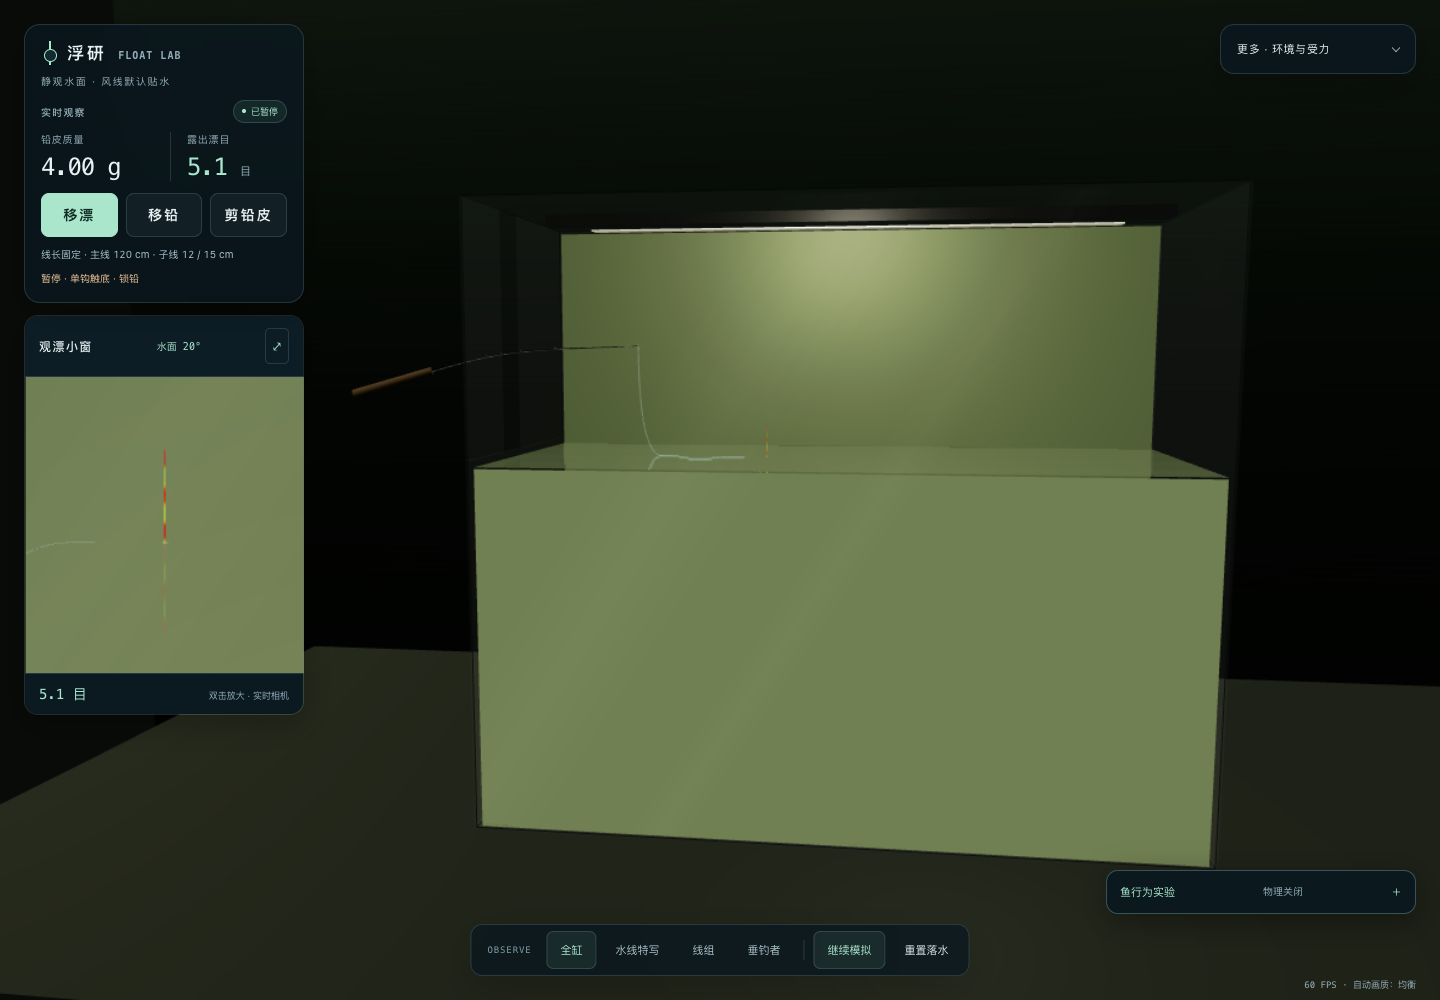 浮研 FLOAT LAB
静观水面 · 风线默认贴水
实时观察
已暂停
铅皮质量
4.00 g
露出漂目
5.1 目
移漂
移铅
剪铅皮
线长固定 · 主线 120 cm · 子线 12 / 15 cm
暂停 · 单钩触底 · 锁铅
观漂小窗
水面 20°
5.1 目
双击放大 · 实时相机
更多 · 环境与受力
鱼行为实验
物理关闭
+
OBSERVE
全缸
水线特写
线组
垂钓者
继续模拟
重置落水
60 FPS · 自动画质: 均衡